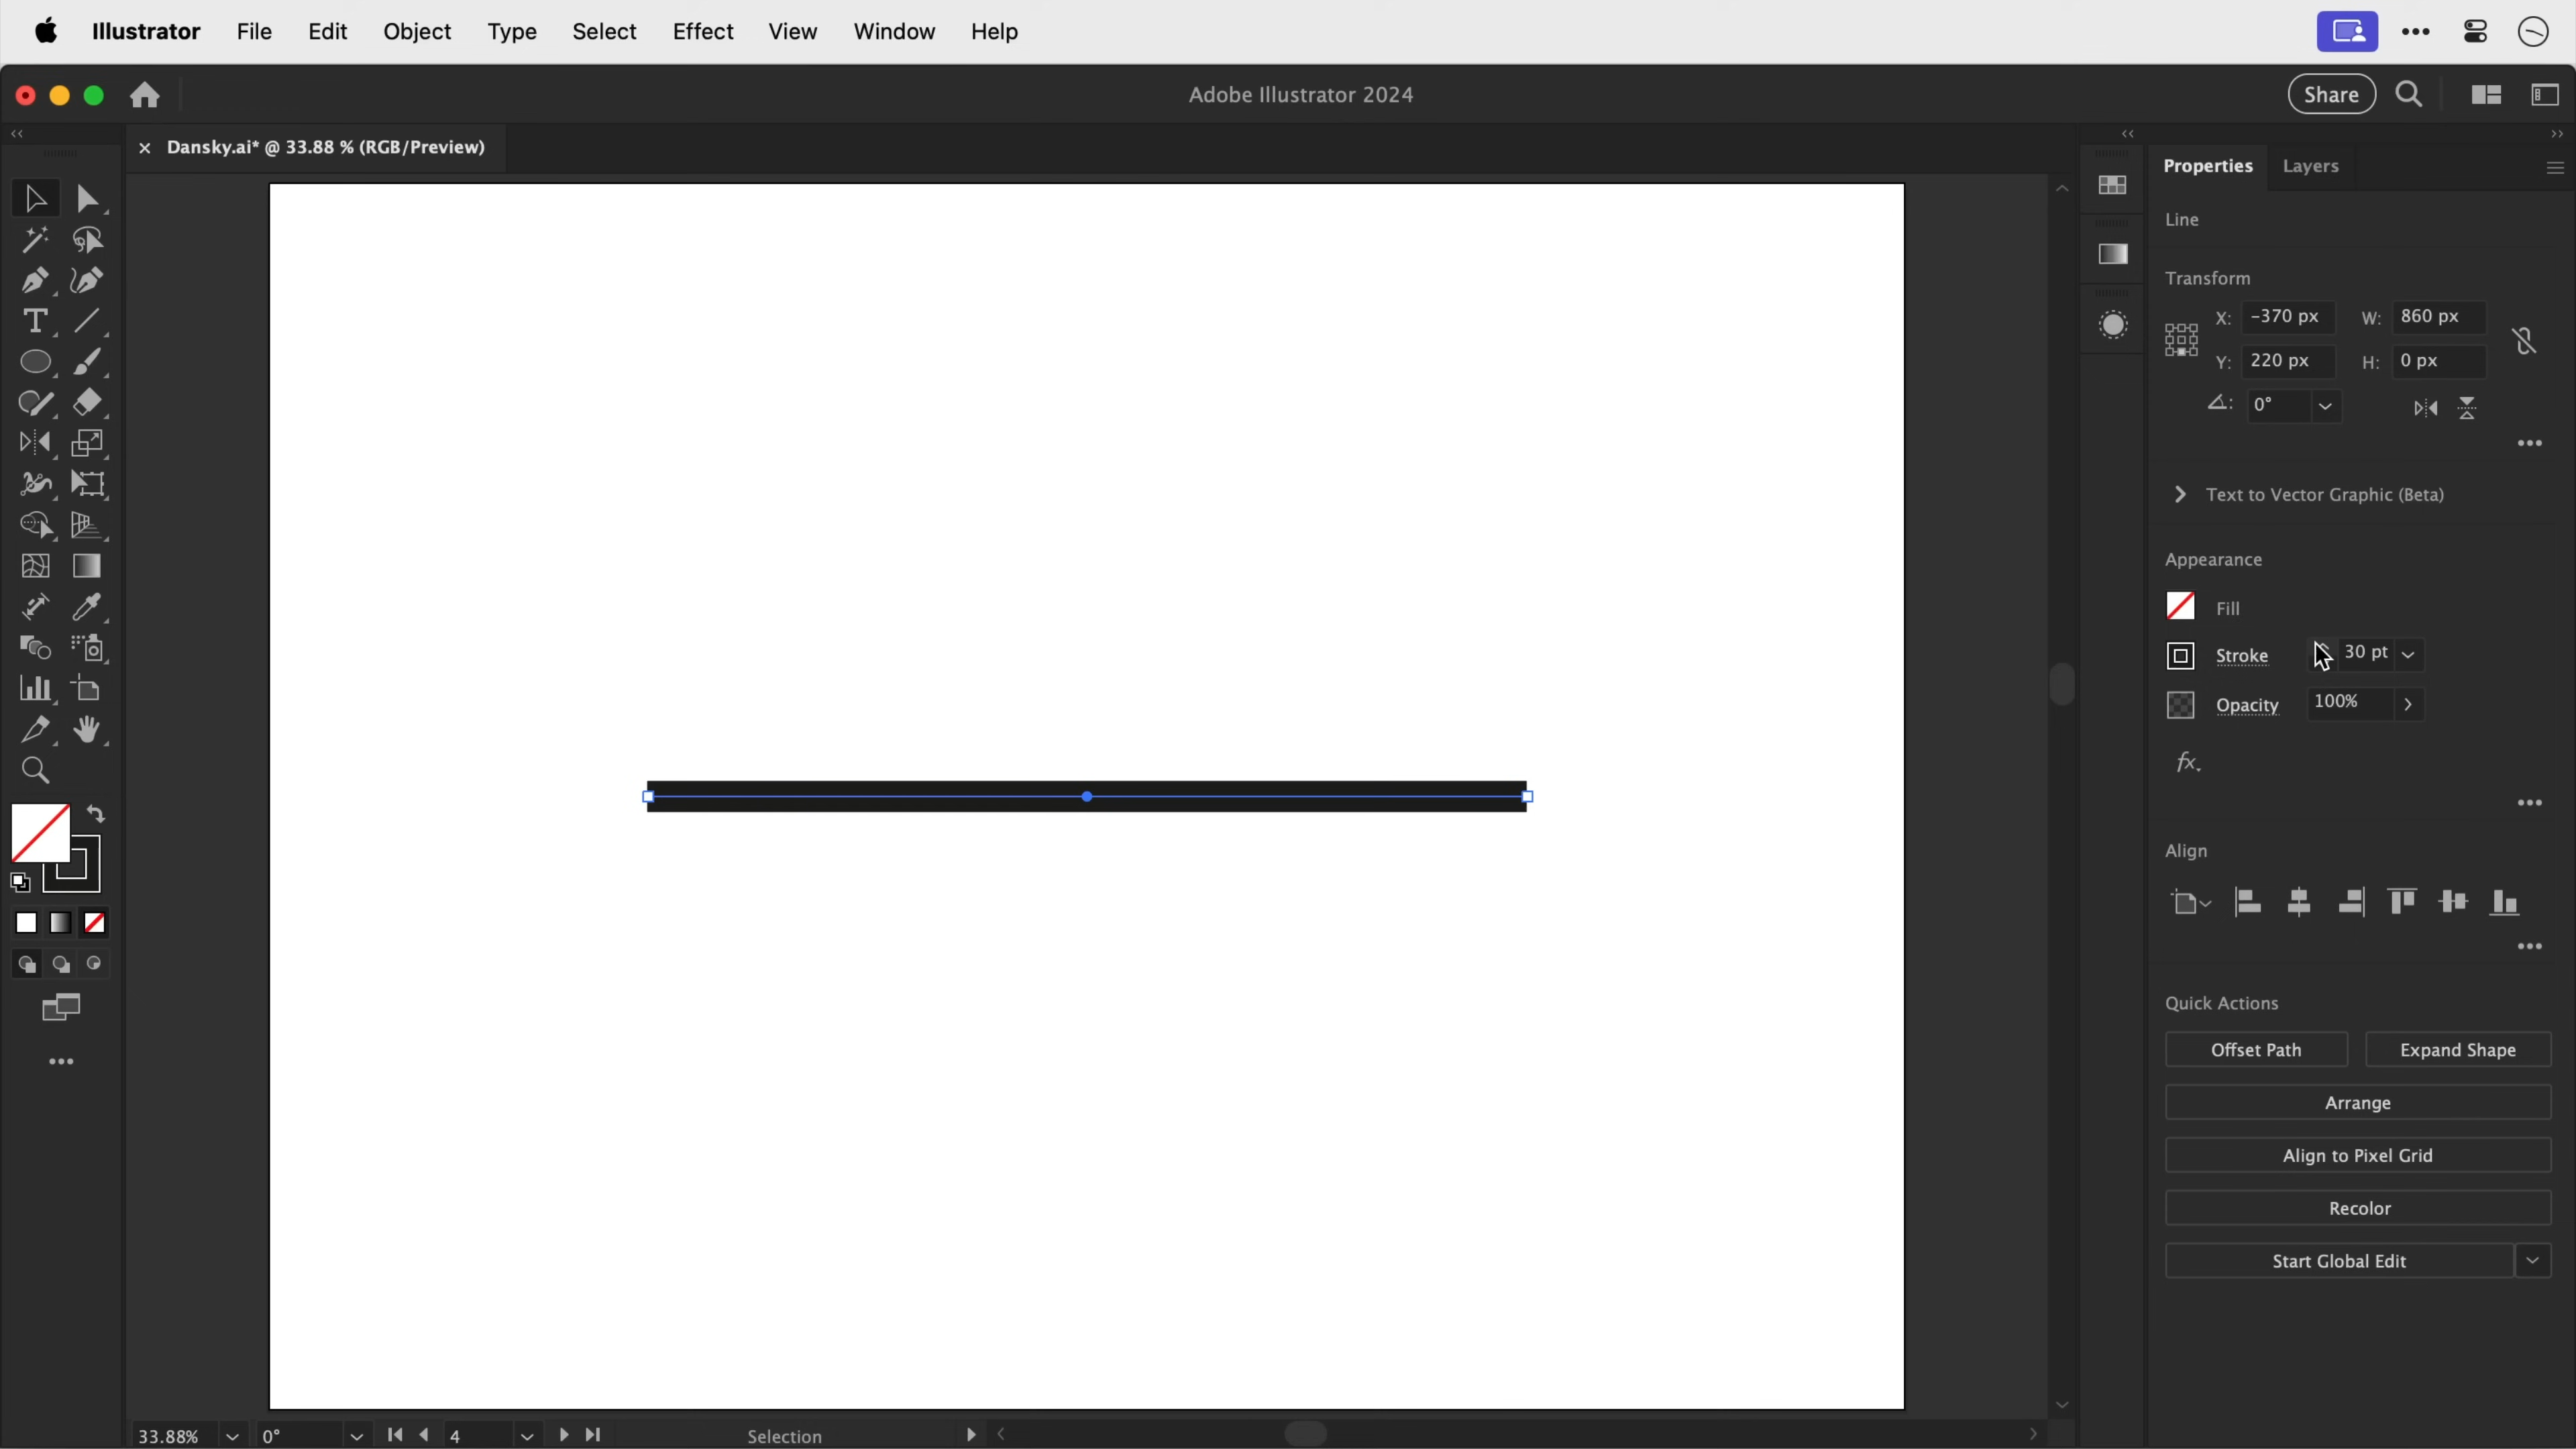 Illustrator File Edit Object Type Select Effect View Window Help
Adobe Illustrator 2024
Share
Dansky.ai* @ 33.88 % (RGB/Preview)
Properties Layers
Line
Transform
X: -370 px W: 860 px
Y: 220 px H: 0 px
0°
Text to Vector Graphic (Beta)
Appearance
Fill
Stroke 30 pt
Opacity 100%
fx
Align
Quick Actions
Offset Path Expand Shape
Arrange
Align to Pixel Grid
Recolor
Start Global Edit
33.88% 0° 4 Selection